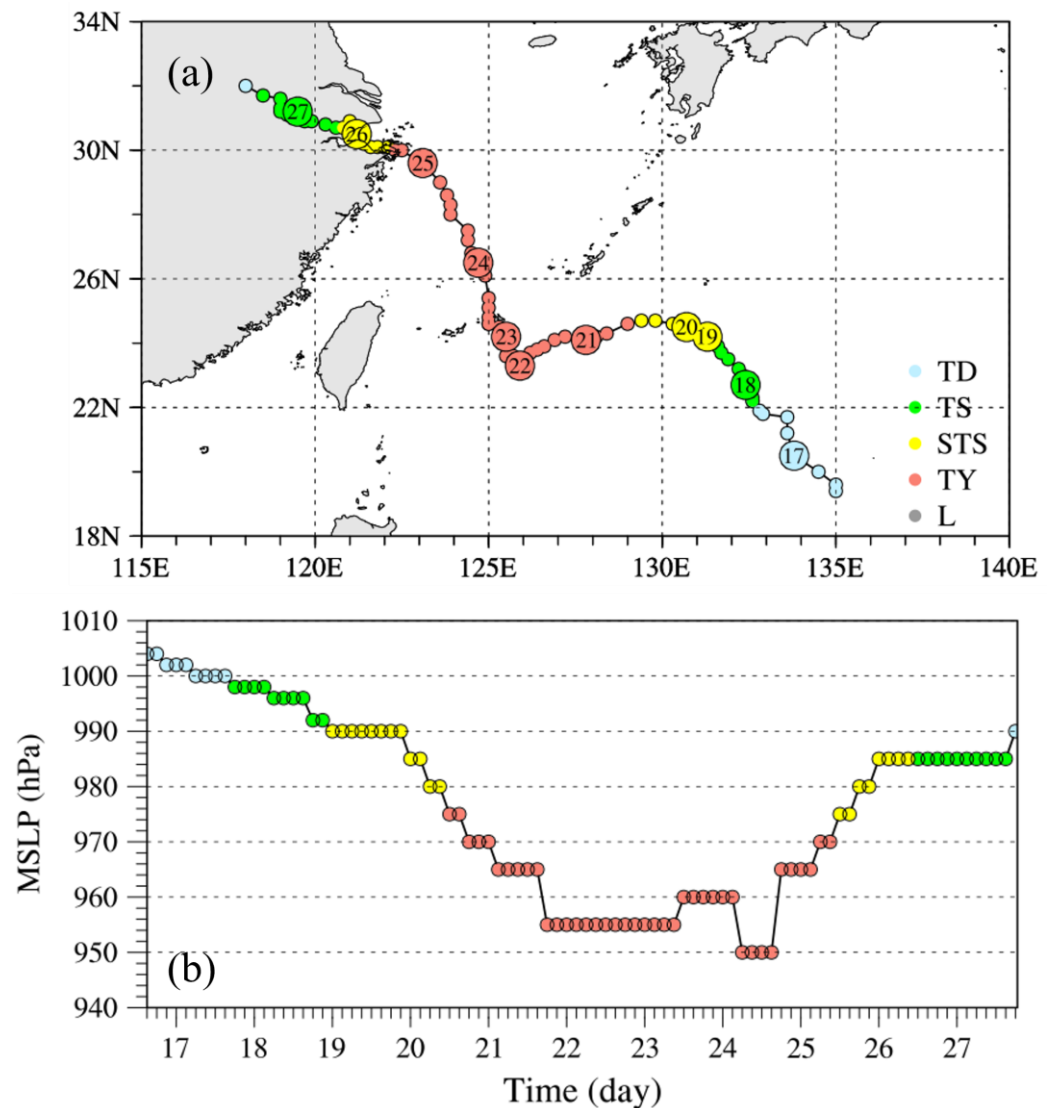 34N
(a)
27
26
30N
25
24
26N
23
22
21
20
19
18
17
22N
18N
TD
TS
STS
TY
L
115E 120E 125E 130E 135E 140E
1010
1000
990
980
970
960
950
940
MSLP (hPa)
(b)
17 18 19 20 21 22 23 24 25 26 27
Time (day)